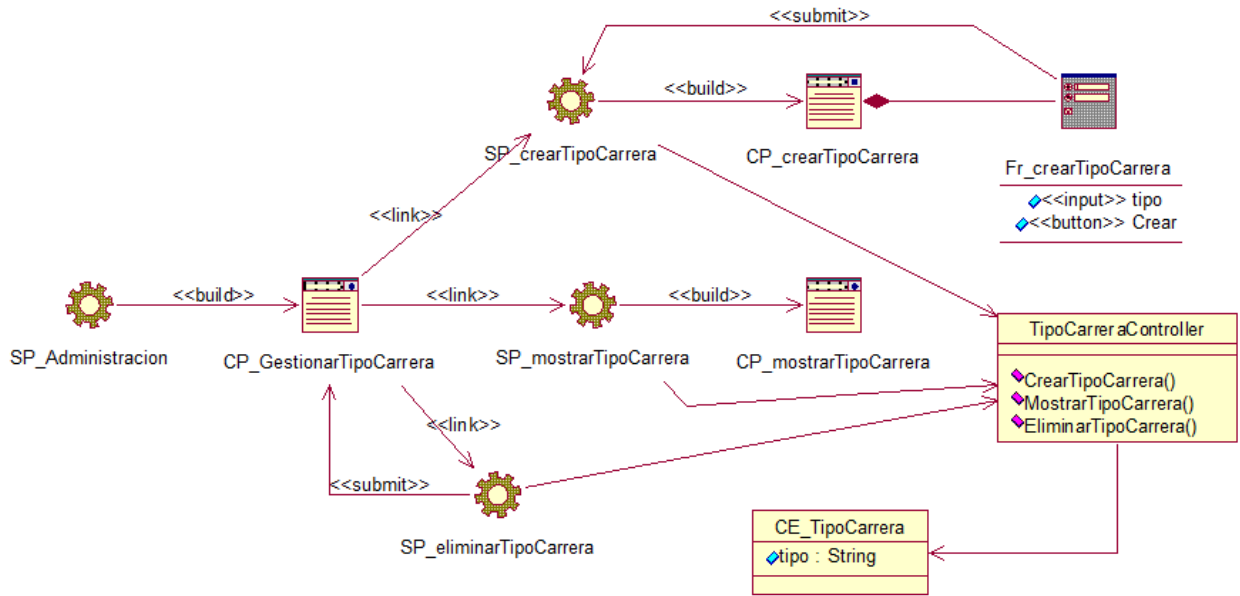 <<submit>>
<<build>>
SP_crearTipoCarrera
CP_crearTipoCarrera
Fr_crearTipoCarrera
<<input>> tipo
<<button>> Crear
<<link>>
<<build>>
<<link>>
<<build>>
SP_Administracion
CP_GestionarTipoCarrera
SP_mostrarTipoCarrera
CP_mostrarTipoCarrera
TipoCarreraController
CrearTipoCarrera()
MostrarTipoCarrera()
EliminarTipoCarrera()
<<link>>
<<submit>>
SP_eliminarTipoCarrera
CE_TipoCarrera
tipo : String